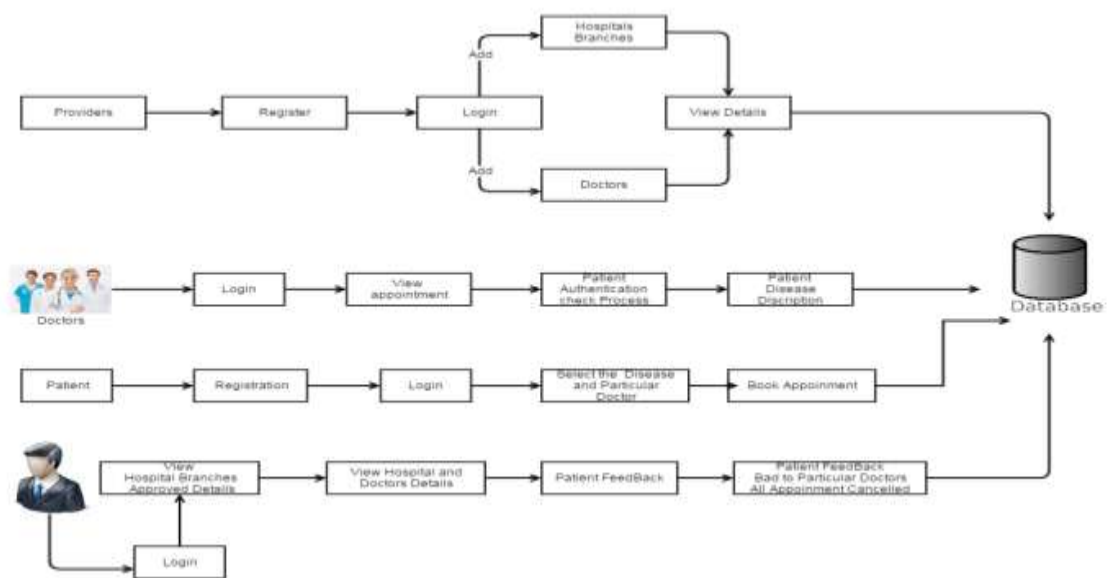 Hospitals
Branches
Add
Providers
Register
Login
View Details
Add
Doctors
Doctors
Login
View
appointment
Patient
Authentication
check Process
Patient
Disease
Discription
Database
Patient
Registration
Login
Select the Disease
and Particular
Doctor
Book Appoinment
View
Hospital Branches
Approved Details
View Hospital and
Doctors Details
Patient FeedBack
Patient FeedBack
Bad to Particular Doctors
All Appoinment Cancelled
Login